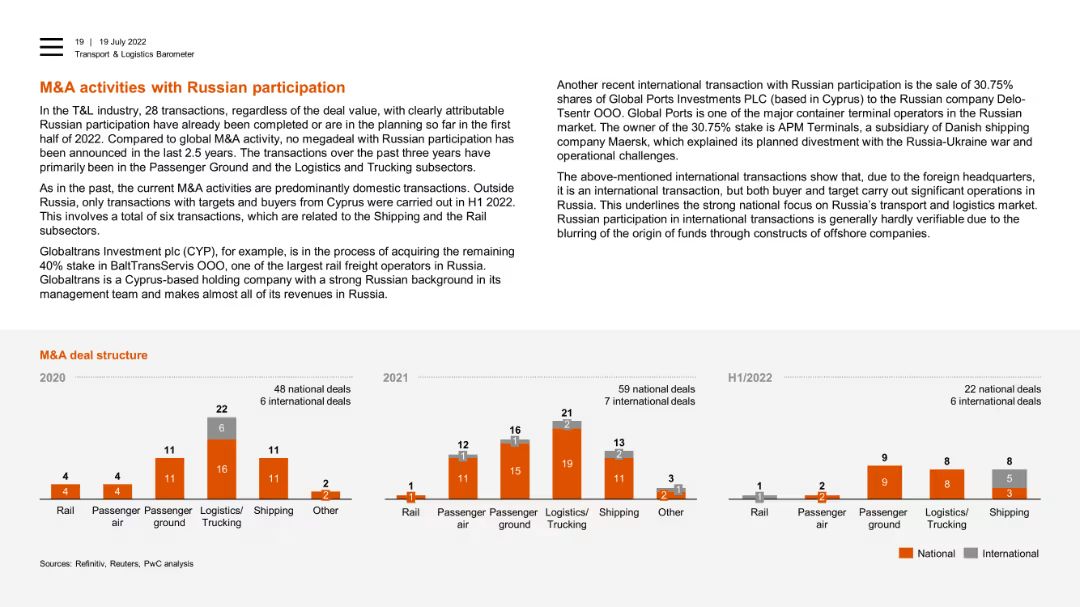 19 | 19 July 2022
Transport & Logistics Barometer
M&A activities with Russian participation
In the T&L industry, 28 transactions, regardless of the deal value, with clearly attributable
Russian participation have already been completed or are in the planning so far in the first
half of 2022. Compared to global M&A activity, no megadeal with Russian participation has
been announced in the last 2.5 years. The transactions over the past three years have
primarily been in the Passenger Ground and the Logistics and Trucking subsectors.
As in the past, the current M&A activities are predominantly domestic transactions. Outside
Russia, only transactions with targets and buyers from Cyprus were carried out in H1 2022.
This involves a total of six transactions, which are related to the Shipping and the Rail
subsectors.
Globaltrans Investment plc (CYP), for example, is in the process of acquiring the remaining
40% stake in BaltTransServis OOO, one of the largest rail freight operators in Russia.
Globaltrans is a Cyprus-based holding company with a strong Russian background in its
management team and makes almost all of its revenues in Russia.
Another recent international transaction with Russian participation is the sale of 30.75%
shares of Global Ports Investments PLC (based in Cyprus) to the Russian company Delo-
Tsentr OOO. Global Ports is one of the major container terminal operators in the Russian
market. The owner of the 30.75% stake is APM Terminals, a subsidiary of Danish shipping
company Maersk, which explained its planned divestment with the Russia-Ukraine war and
operational challenges.
The above-mentioned international transactions show that, due to the foreign headquarters,
it is an international transaction, but both buyer and target carry out significant operations in
Russia. This underlines the strong national focus on Russia's transport and logistics market.
Russian participation in international transactions is generally hardly verifiable due to the
blurring of the origin of funds through constructs of offshore companies.
M&A deal structure
2020
48 national deals
6 international deals
4 4 11 22 11 2
6
4 4 11 16 11 2
Rail Passenger air Passenger ground Logistics/ Trucking Shipping Other
2021
59 national deals
7 international deals
1 12 16 21 13 3
1 1 2 2 1
1 11 15 19 11 2
Rail Passenger air Passenger ground Logistics/ Trucking Shipping Other
H1/2022
22 national deals
6 international deals
1 2 9 8 8
1 5
2 9 8 3
Rail Passenger air Passenger ground Logistics/ Trucking Shipping
National International
Sources: Refinitiv, Reuters, PwC analysis